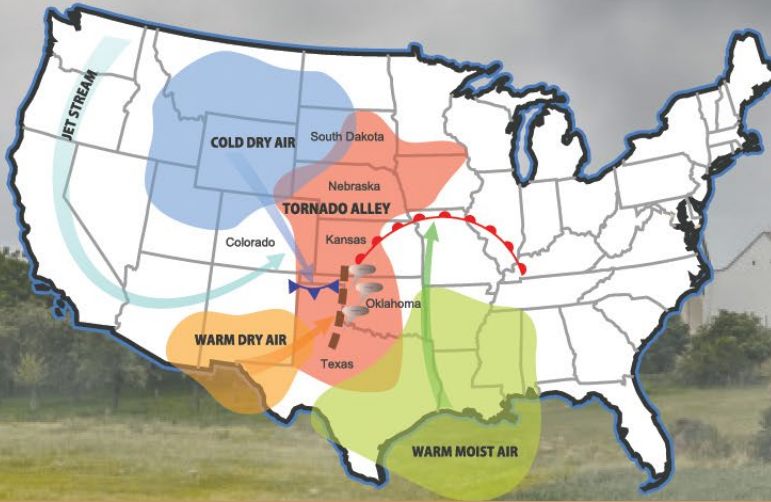 JET STREAM
COLD DRY AIR
South Dakota
Nebraska
TORNADO ALLEY
Colorado
Kansas
Oklahoma
WARM DRY AIR
Texas
WARM MOIST AIR